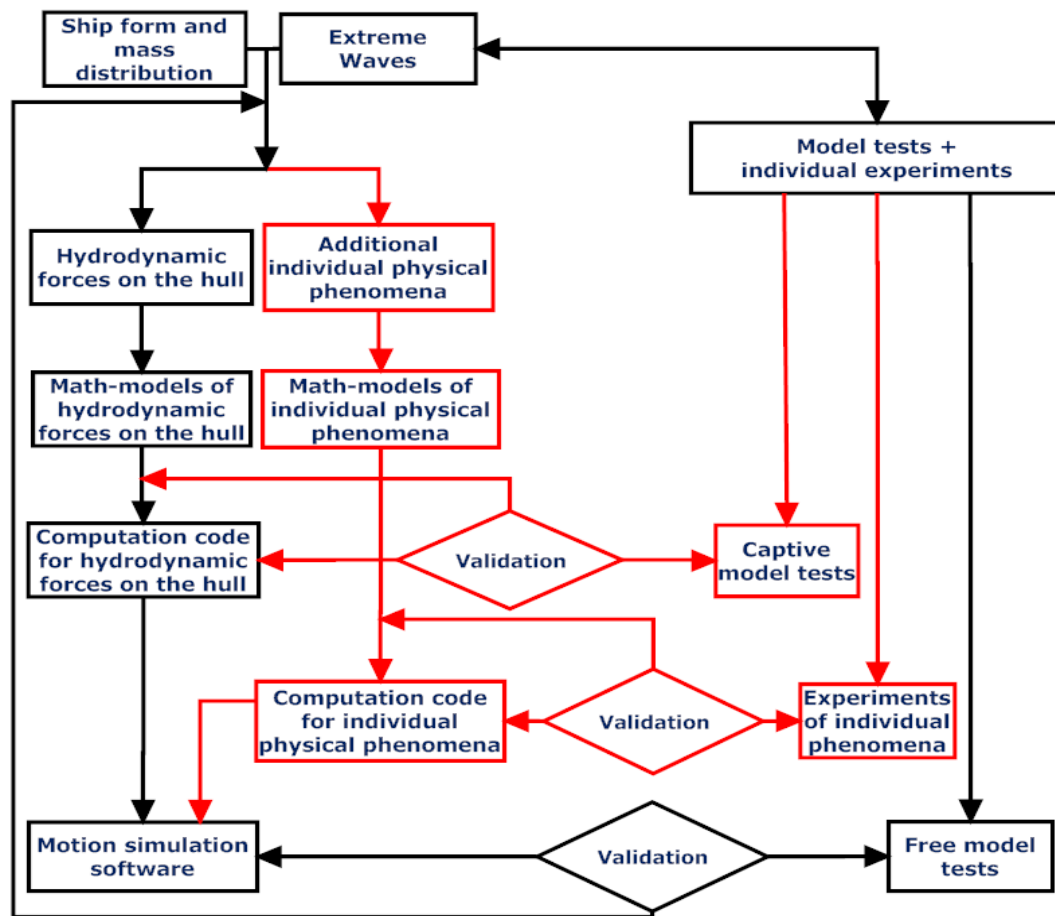 Ship form and
mass
distribution
Extreme
Waves
Model tests +
individual experiments
Hydrodynamic
forces on the hull
Additional
individual physical
phenomena
Math-models of
hydrodynamic
forces on the hull
Math-models of
individual physical
phenomena
Computation code
for hydrodynamic
forces on the hull
Validation
Captive
model tests
Computation code
for individual
physical phenomena
Validation
Experiments
of individual
phenomena
Motion simulation
software
Validation
Free model
tests